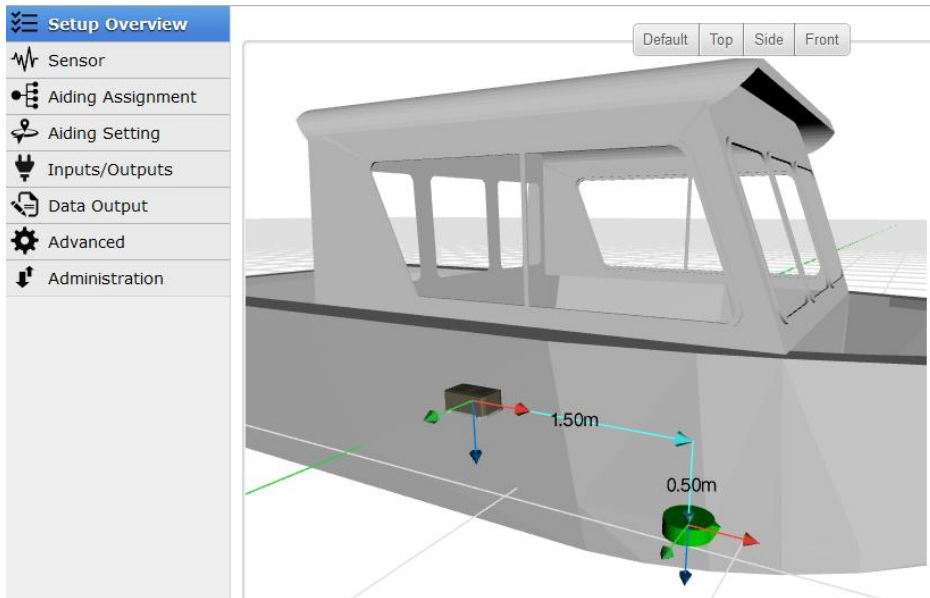 Setup Overview
Sensor
Aiding Assignment
Aiding Setting
Inputs/Outputs
Data Output
Advanced
Administration
Default Top Side Front
1.50m
0.50m